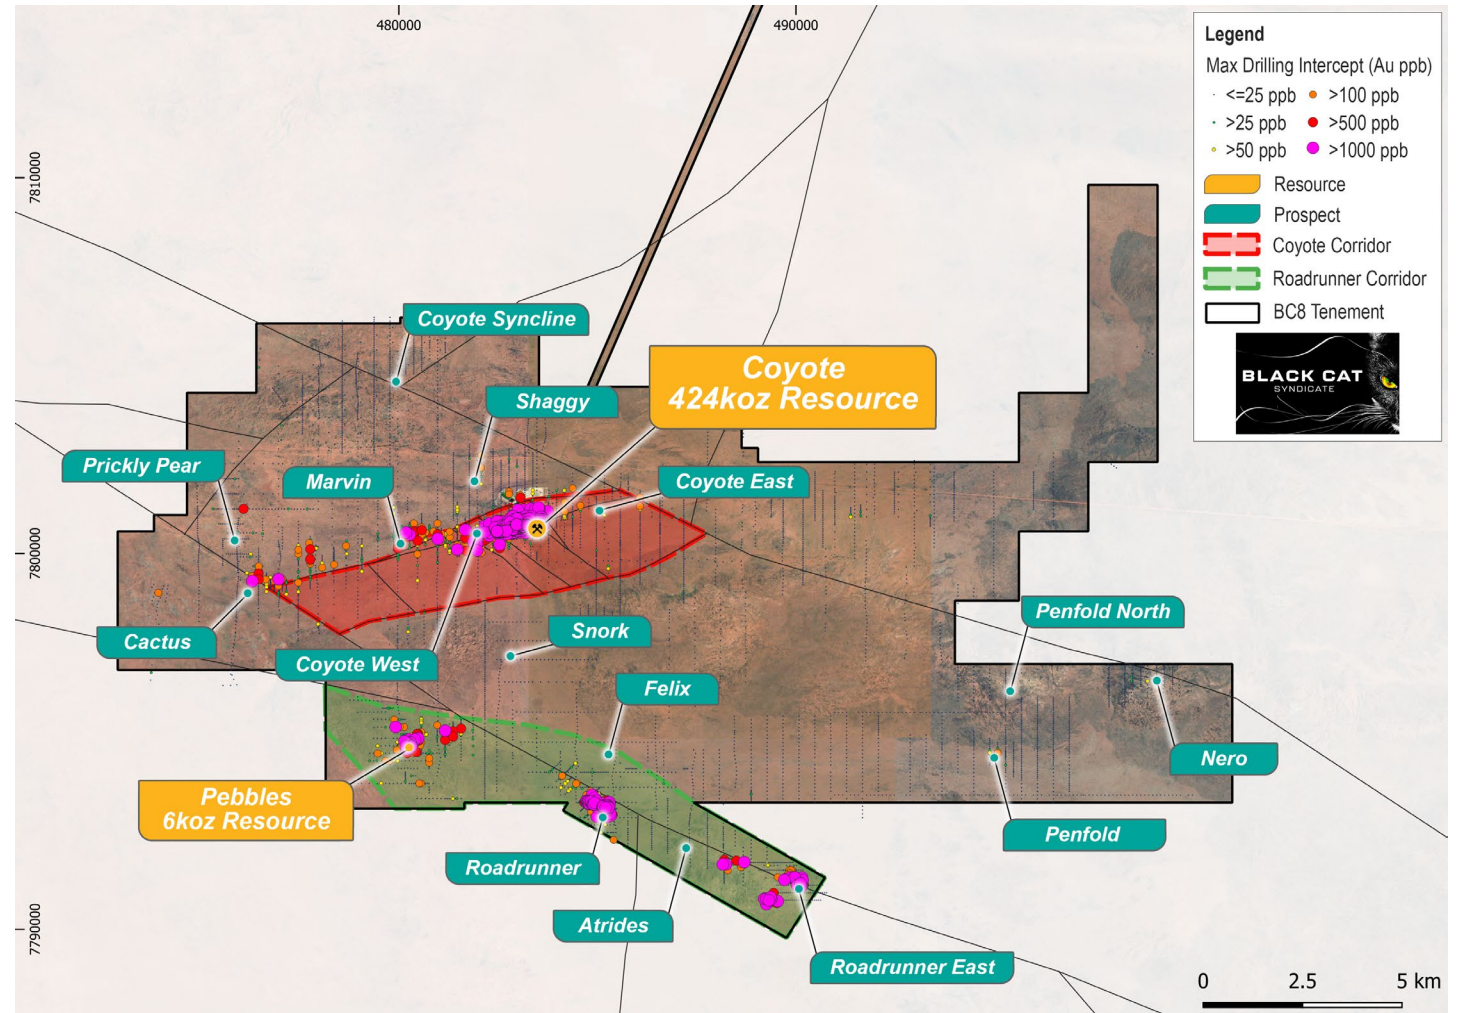 480000
490000
7810000
7800000
7790000
Legend
Max Drilling Intercept (Au ppb)
<=25 ppb
>100 ppb
>25 ppb
>500 ppb
>50 ppb
>1000 ppb
Resource
Prospect
Coyote Corridor
Roadrunner Corridor
BC8 Tenement
BLACK CAT
SYNDICATE
Coyote Syncline
Coyote
424koz Resource
Shaggy
Prickly Pear
Marvin
Coyote East
Penfold North
Cactus
Snork
Coyote West
Felix
Nero
Pebbles
6koz Resource
Penfold
Roadrunner
Atrides
Roadrunner East
0 2.5 5 km